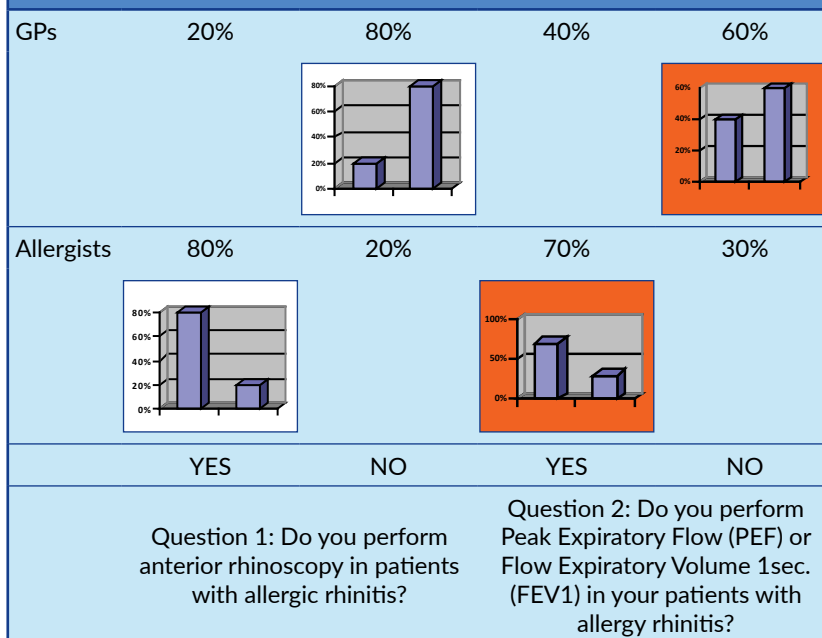 GPs 20% 80% 40% 60%
80%
60%
40%
20%
0%
60%
40%
20%
0%
Allergists 80% 20% 70% 30%
80%
60%
40%
20%
0%
100%
50%
0%
YES NO YES NO
Question 1: Do you perform
anterior rhinoscopy in patients
with allergic rhinitis?
Question 2: Do you perform
Peak Expiratory Flow (PEF) or
Flow Expiratory Volume 1sec.
(FEV1) in your patients with
allergy rhinitis?